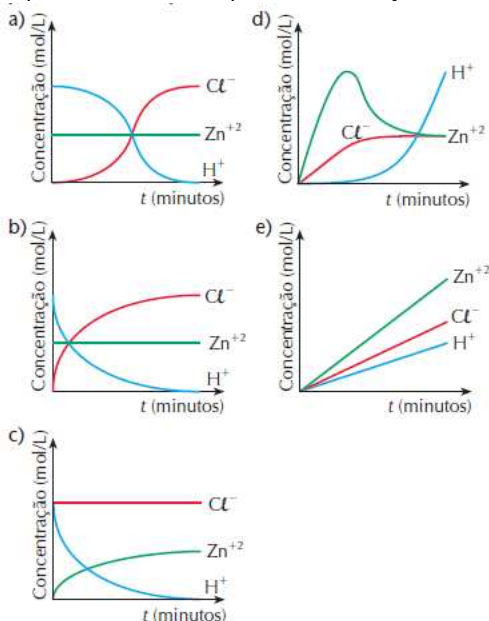 a)
Concentração (mol/L)
Cℓ⁻
Zn⁺²
H⁺
t (minutos)
b)
Concentração (mol/L)
Cℓ⁻
Zn⁺²
H⁺
t (minutos)
c)
Concentração (mol/L)
Cℓ⁻
Zn⁺²
H⁺
t (minutos)
d)
Concentração (mol/L)
H⁺
Cℓ⁻
Zn⁺²
t (minutos)
e)
Concentração (mol/L)
Zn⁺²
Cℓ⁻
H⁺
t (minutos)